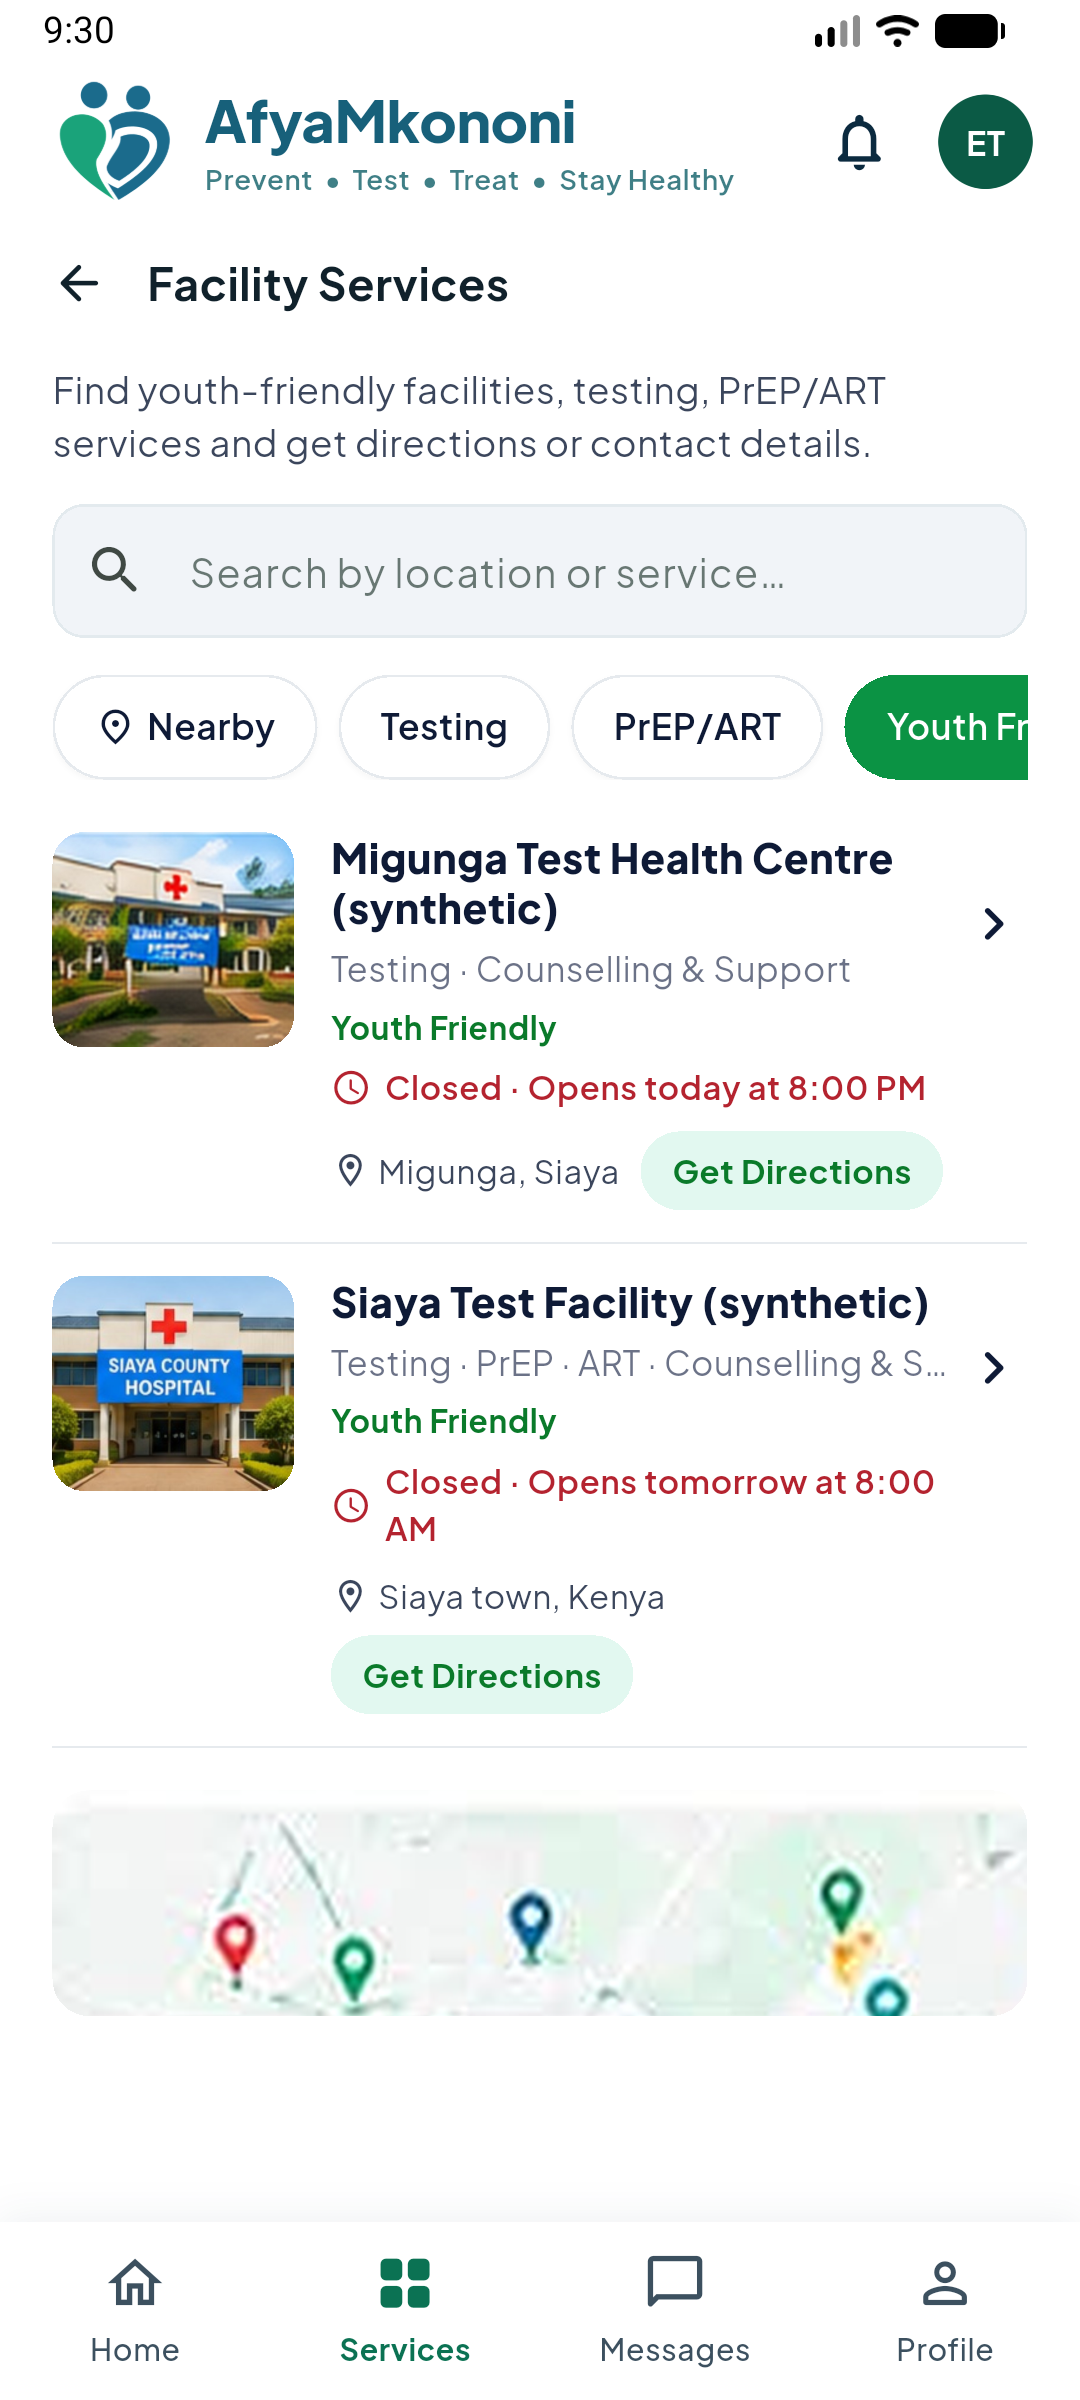 9:30
AfyaMkononi
Prevent • Test • Treat • Stay Healthy
ET
Facility Services
Find youth-friendly facilities, testing, PrEP/ART
services and get directions or contact details.
Search by location or service...
Nearby
Testing
PrEP/ART
Youth Fr
Migunga Test Health Centre
(synthetic)
Testing · Counselling & Support
Youth Friendly
Closed · Opens today at 8:00 PM
Migunga, Siaya
Get Directions
SIAYA COUNTY
HOSPITAL
Siaya Test Facility (synthetic)
Testing · PrEP · ART · Counselling & S...
Youth Friendly
Closed · Opens tomorrow at 8:00
AM
Siaya town, Kenya
Get Directions
Home
Services
Messages
Profile